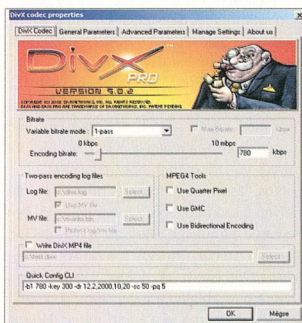 DivX codec properties
DivX Codec
General Parameters
Advanced Parameters
Manage Settings
About us
DivX
PRO
VERSION 5.0.2
Bitrate
Variable bitrate mode:
1-pass
Max Bitrate:
kbps
0 kbps
10 mbps
Encoding bitrate:
780
kbps
Two-pass encoding log files
Log file:
Select...
Use MV file
MV file:
Select...
MPEG4 Tools
Use Quarter Pixel
Use GMC
Use Bidirectional Encoding
Write DivX MP4 file
Select...
Quick Config CLI
-b1 780 -key 300 -dr 12,2,2000,10,20 -sc 50 -pq 5
OK
Mégse